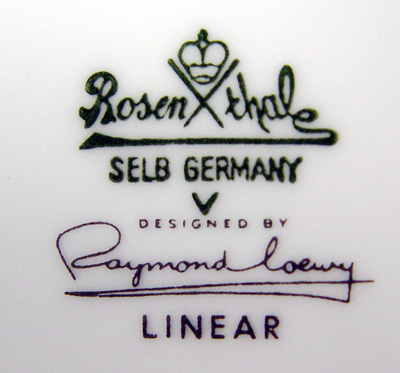 Rosenthal
SELB GERMANY
DESIGNED BY
Raymond Loewy
LINEAR